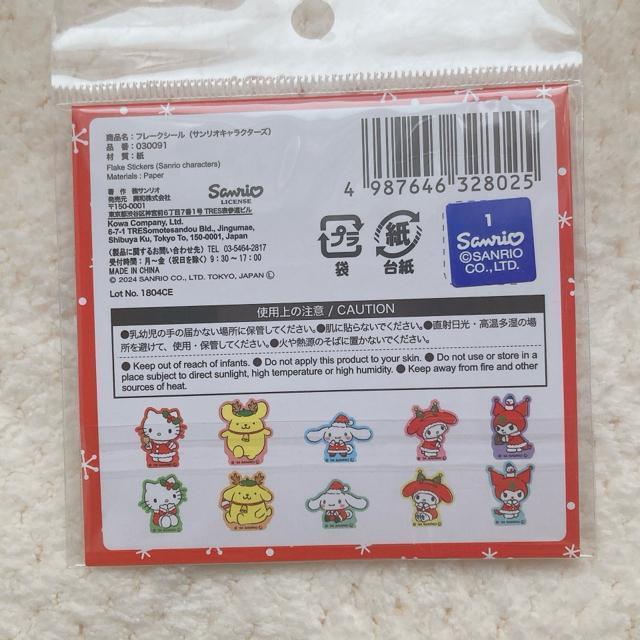 商品名：フレークシール（サンリオキャラクターズ）
品　番：030091
材　質：紙
Flake Stickers (Sanrio characters)
Materials : Paper
著　作 ㈱サンリオ
発売元 興和株式会社
〒150-0001
東京都渋谷区神宮前6丁目7番1号 TRES表参道ビル
Kowa Company, Ltd.
6-7-1 TRESomotesandou Bld., Jingumae,
Shibuya Ku, Tokyo To, 150-0001, Japan
(製品に関するお問い合わせ先) TEL 03-5464-2817
受付時間：月～金（祝日を除く）9：30～17：00
MADE IN CHINA
© 2024 SANRIO CO., LTD. TOKYO, JAPAN Ⓛ
Lot No. 1804CE
Sanrio
LICENSE
4 987646 328025
プラ
袋
紙
台紙
1
Sanrio
©SANRIO
CO., LTD.
使用上の注意 / CAUTION
●乳幼児の手の届かない場所に保管してください。●肌に貼らないでください。●直射日光・高温多湿の場
所を避けて、使用・保管してください。●火や熱源のそばに置かないでください。
● Keep out of reach of infants. ● Do not apply this product to your skin. ● Do not use or store in a
place subject to direct sunlight, high temperature or high humidity. ● Keep away from fire and other
sources of heat.